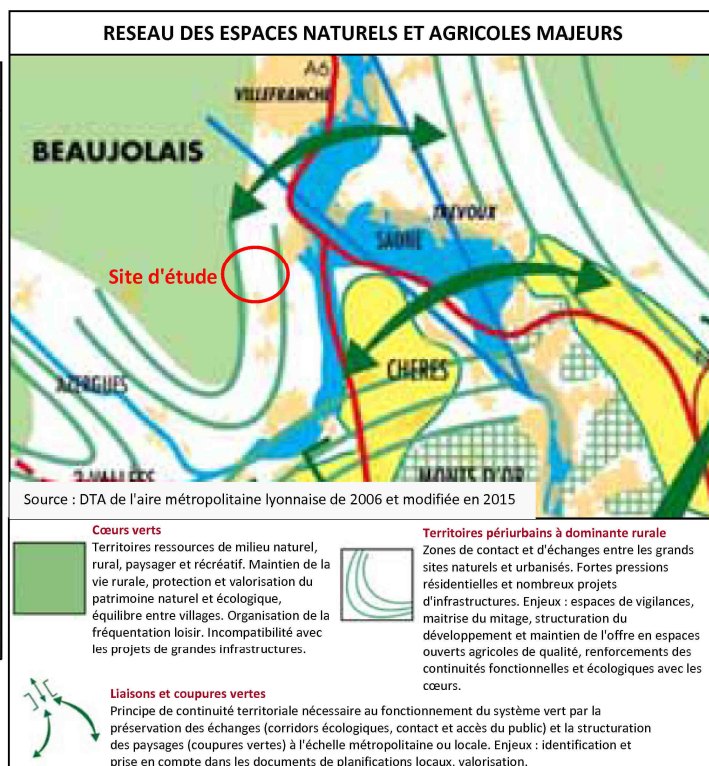 RESEAU DES ESPACES NATURELS ET AGRICOLES MAJEURS
A6
VILLEFRANCHE
BEAUJOLAIS
TREVOUX
SAONE
Site d'étude
CHERES
AZERGUES
MONTS D'OR
Source : DTA de l'aire métropolitaine lyonnaise de 2006 et modifiée en 2015
Cœurs verts
Territoires ressources de milieu naturel,
rural, paysager et récréatif. Maintien de la
vie rurale, protection et valorisation du
patrimoine naturel et écologique,
équilibre entre villages. Organisation de la
fréquentation loisir. Incompatibilité avec
les projets de grandes infrastructures.
Territoires périurbains à dominante rurale
Zones de contact et d'échanges entre les grands
sites naturels et urbanisés. Fortes pressions
résidentielles et nombreux projets
d'infrastructures. Enjeux : espaces de vigilances,
maitrise du mitage, structuration du
développement et maintien de l'offre en espaces
ouverts agricoles de qualité, renforcements des
continuités fonctionnelles et écologiques avec les
cœurs.
Liaisons et coupures vertes
Principe de continuité territoriale nécessaire au fonctionnement du système vert par la
préservation des échanges (corridors écologiques, contact et accès du public) et la structuration
des paysages (coupures vertes) à l'échelle métropolitaine ou locale. Enjeux : identification et
prise en compte dans les documents de planifications locaux, valorisation.